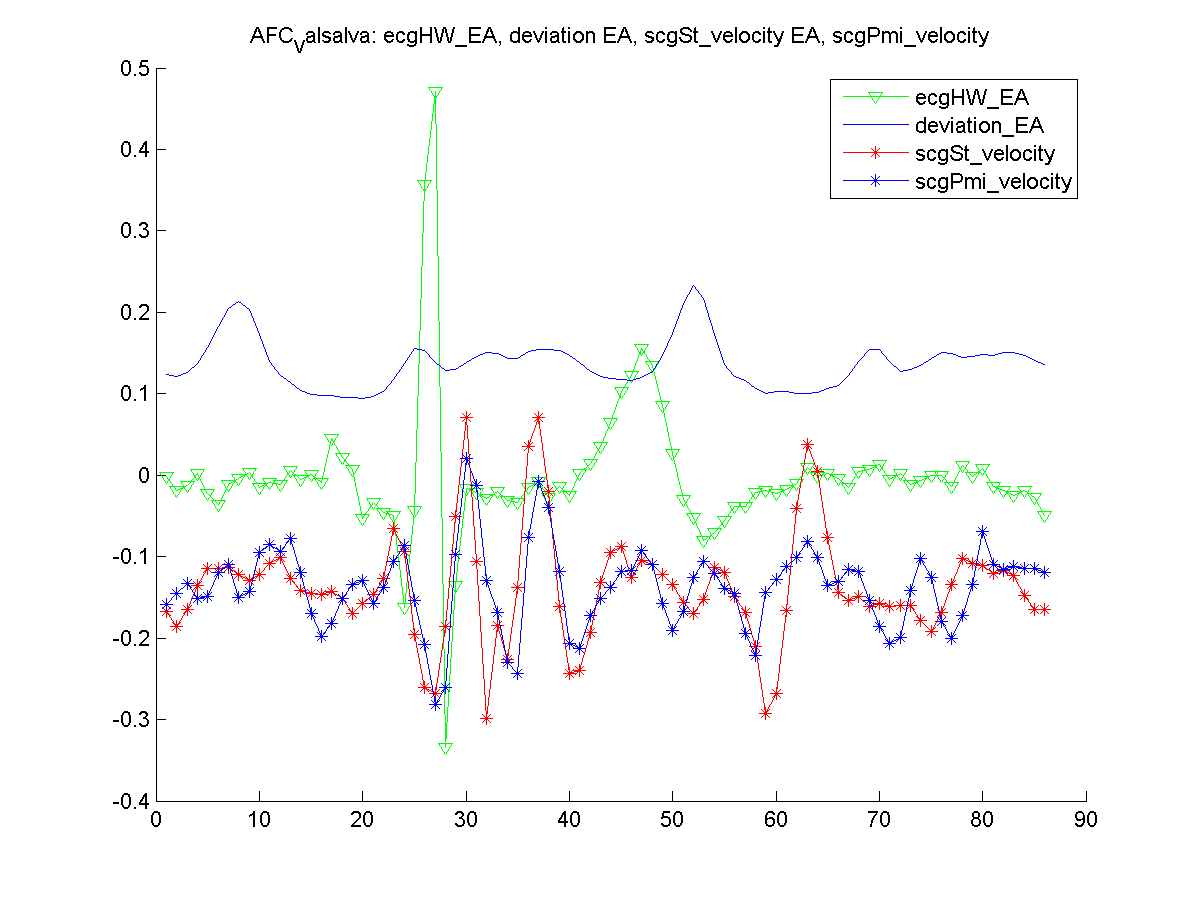 AFCValsalva: ecgHW_EA, deviation EA, scgSt_velocity EA, scgPmi_velocity
0.5
ecgHW_EA
deviation_EA
scgSt_velocity
scgPmi_velocity
0.4
0.3
0.2
0.1
0
-0.1
-0.2
-0.3
-0.4
0 10 20 30 40 50 60 70 80 90